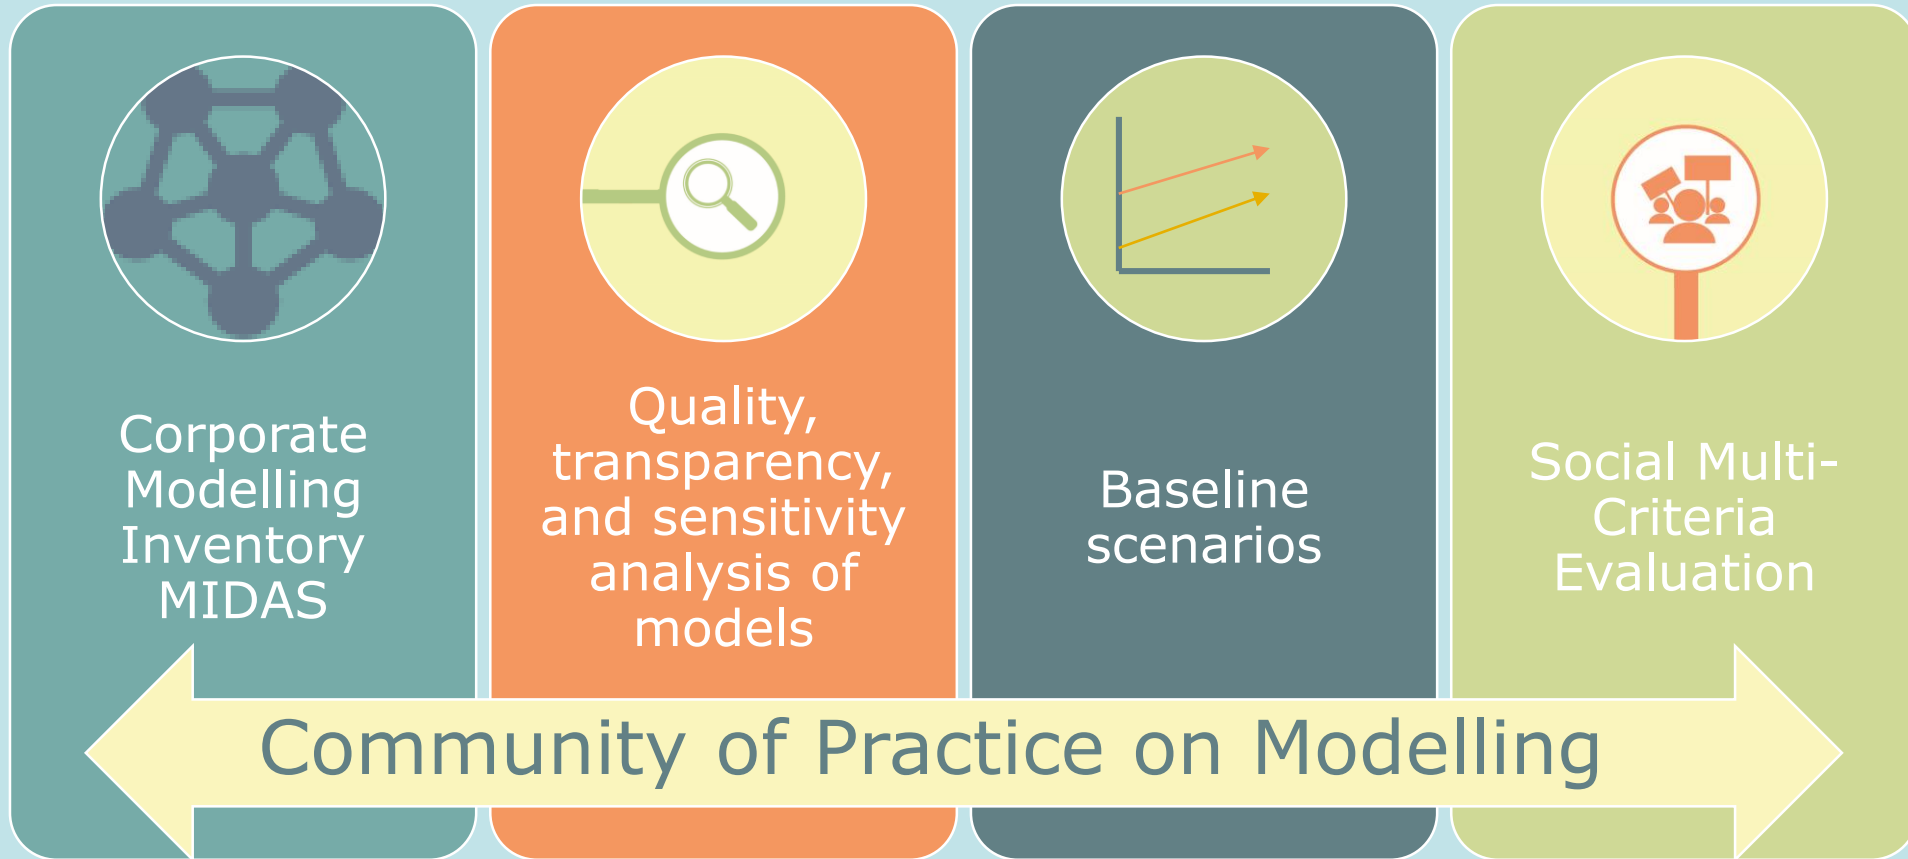 Corporate
Modelling
Inventory
MIDAS
Quality,
transparency,
and sensitivity
analysis of
models
Baseline
scenarios
Social Multi-
Criteria
Evaluation
Community of Practice on Modelling